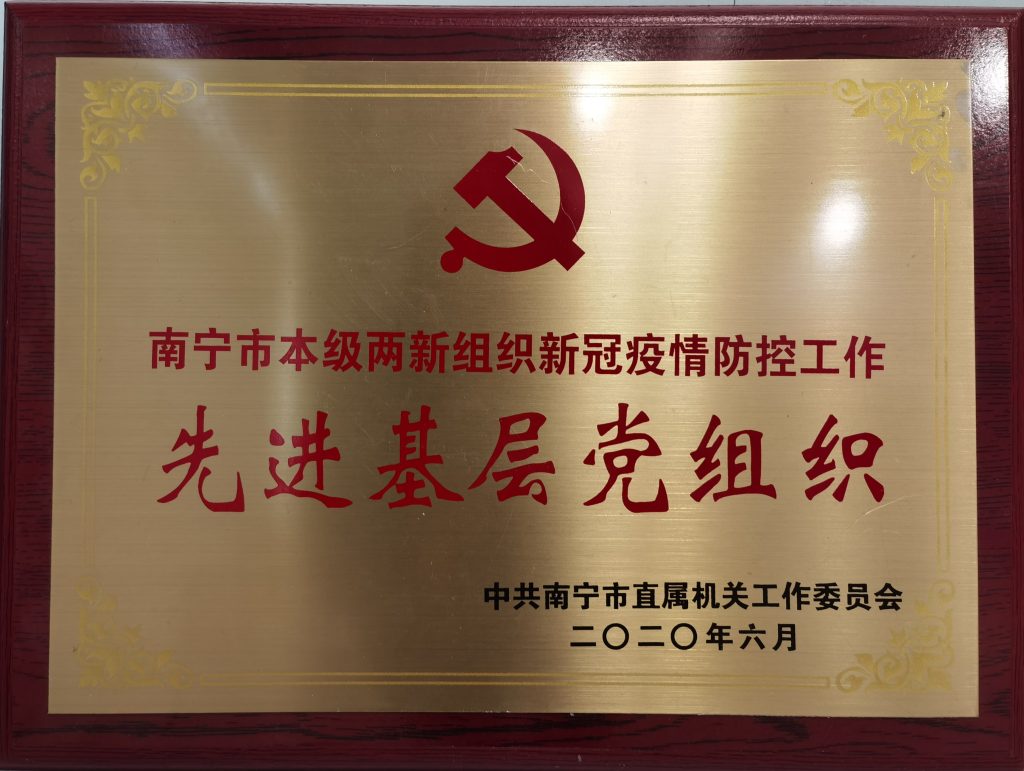 南宁市本级两新组织新冠疫情防控工作
先进基层党组织
中共南宁市直属机关工作委员会
二〇二〇年六月